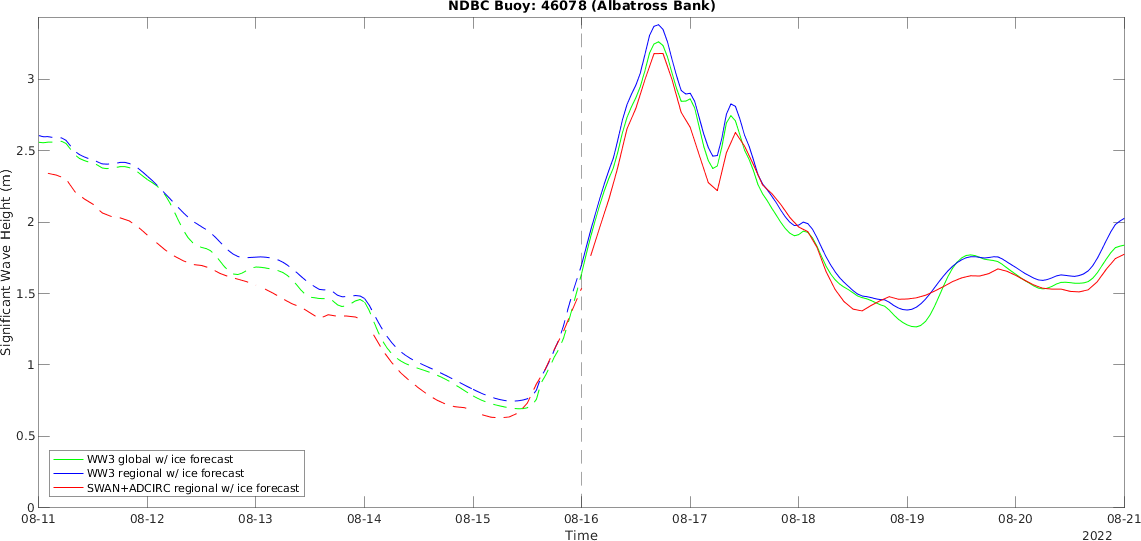 NDBC Buoy: 46078 (Albatross Bank)
Significant Wave Height (m)
3
2.5
2
1.5
1
0.5
0
WW3 global w/ ice forecast
WW3 regional w/ ice forecast
SWAN+ADCIRC regional w/ ice forecast
08-11 08-12 08-13 08-14 08-15 08-16 08-17 08-18 08-19 08-20 08-21
Time
2022